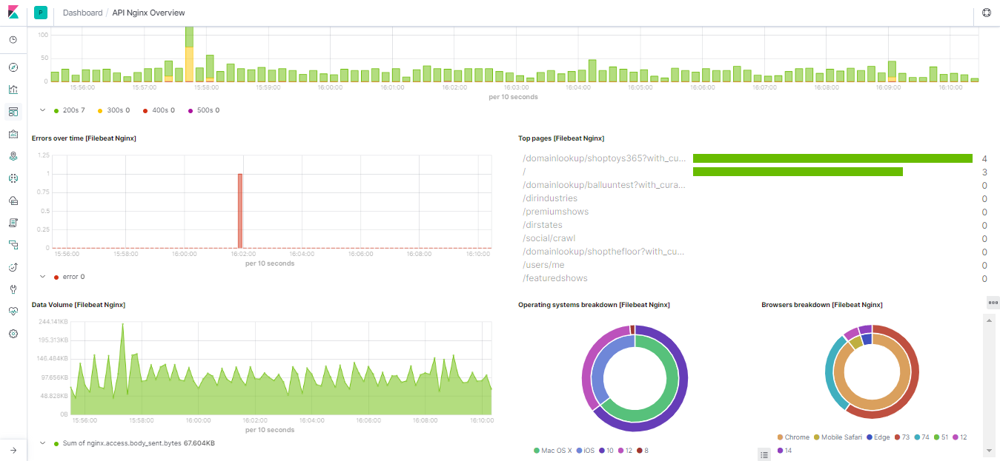 P Dashboard / API Nginx Overview
100
50
0
15:56:00 15:57:00 15:58:00 15:59:00 16:00:00 16:01:00 16:02:00 16:03:00 16:04:00 16:05:00 16:06:00 16:07:00 16:08:00 16:09:00 16:10:00
per 10 seconds
200s 7 300s 0 400s 0 500s 0
Errors over time [Filebeat Nginx]
1.25
1
0.75
0.5
0.25
0
15:56:00 15:58:00 16:00:00 16:02:00 16:04:00 16:06:00 16:08:00 16:10:00
per 10 seconds
error 0
Top pages [Filebeat Nginx]
/domainlookup/shoptoys365?with_cu... 4
/ 3
/domainlookup/balluuntest?with_cura... 0
/dirindustries 0
/premiumshows 0
/dirstates 0
/social/crawl 0
/domainlookup/shopthefloor?with_cu... 0
/users/me 0
/featuredshows 0
Data Volume [Filebeat Nginx]
244.141KB
195.313KB
146.484KB
97.656KB
48.828KB
0B
15:56:00 15:58:00 16:00:00 16:02:00 16:04:00 16:06:00 16:08:00 16:10:00
per 10 seconds
Sum of nginx.access.body_sent.bytes 67.604KB
Operating systems breakdown [Filebeat Nginx]
Mac OS X iOS 10 12 8
Browsers breakdown [Filebeat Nginx]
Chrome Mobile Safari Edge 73 74 51 12
14